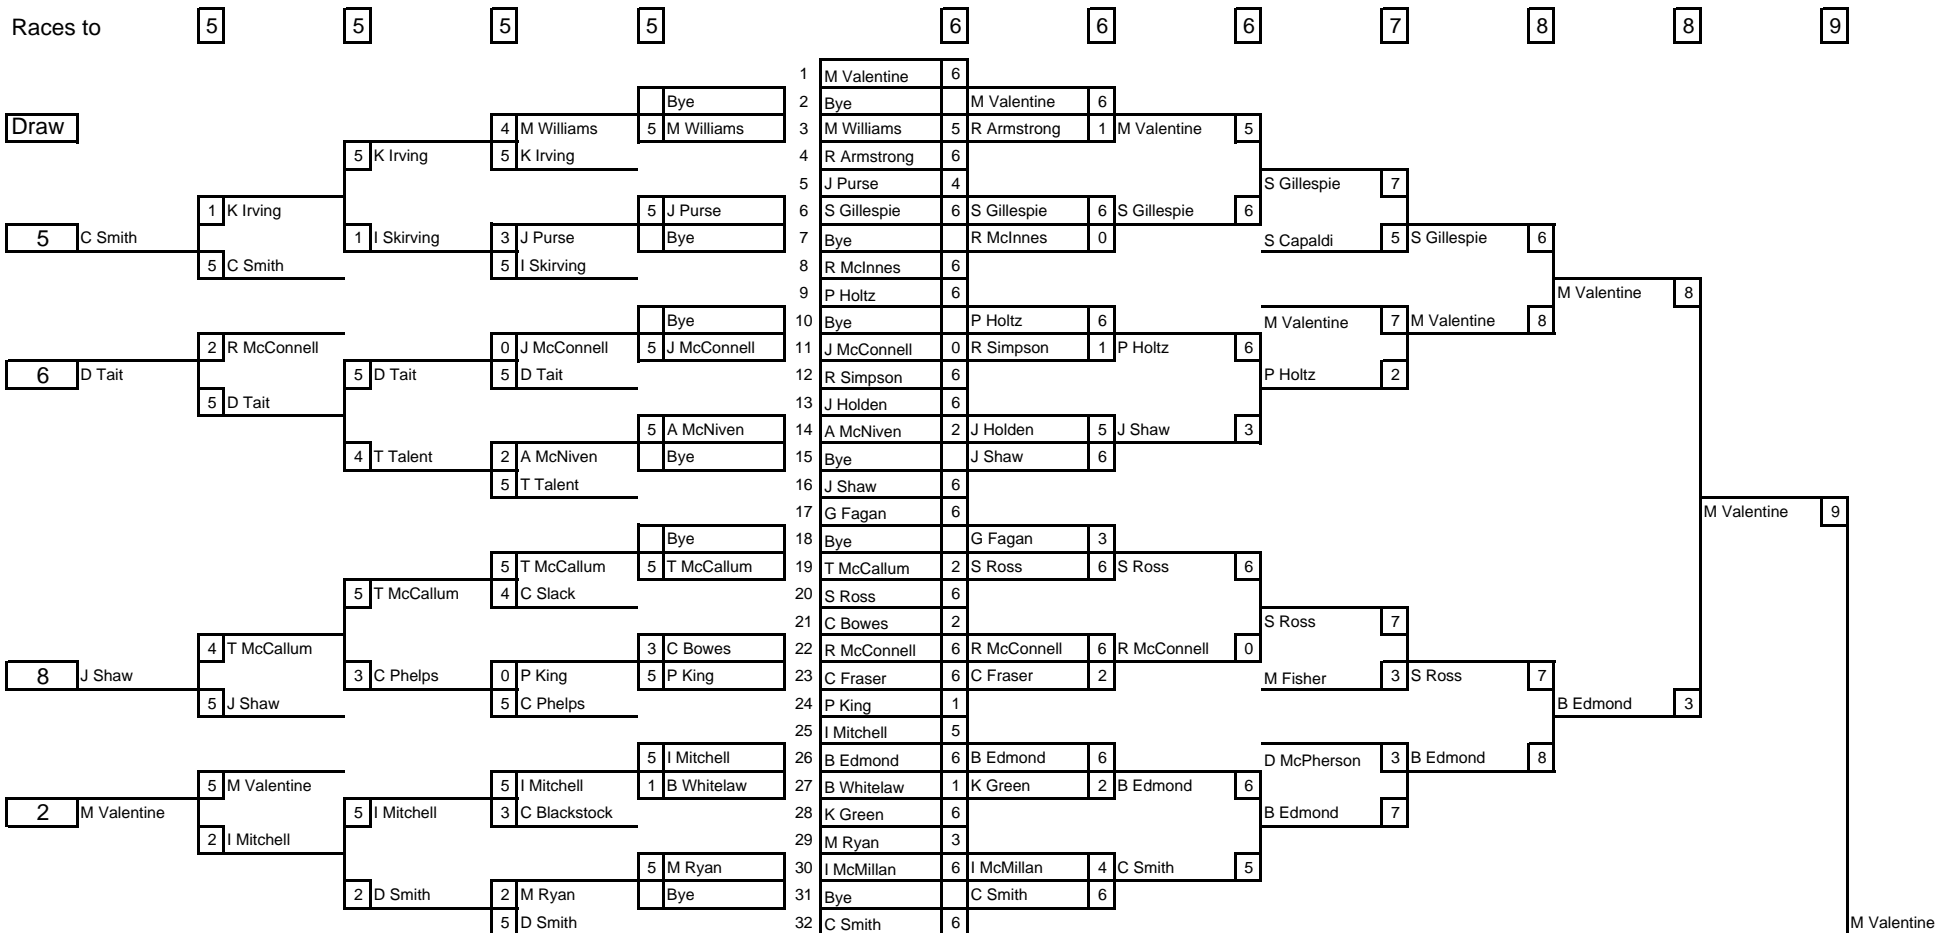 Races to 5 5 5 5 6 6 6 7 8 8 9
1 M Valentine 6
Bye 2 Bye M Valentine 6
Draw 4 M Williams 5 M Williams 3 M Williams 5 R Armstrong 1 M Valentine 5
5 K Irving 5 K Irving 4 R Armstrong 6
5 J Purse 4 S Gillespie 7
1 K Irving 5 J Purse 6 S Gillespie 6 S Gillespie 6 S Gillespie 6
5 C Smith 1 I Skirving 3 J Purse Bye 7 Bye R McInnes 0 S Capaldi 5 S Gillespie 6
5 C Smith 5 I Skirving 8 R McInnes 6
9 P Holtz 6 M Valentine 8
Bye 10 Bye P Holtz 6 M Valentine 7 M Valentine 8
2 R McConnell 0 J McConnell 5 J McConnell 11 J McConnell 0 R Simpson 1 P Holtz 6
6 D Tait 5 D Tait 5 D Tait 12 R Simpson 6 P Holtz 2
5 D Tait 13 J Holden 6
5 A McNiven 14 A McNiven 2 J Holden 5 J Shaw 3
4 T Talent 2 A McNiven Bye 15 Bye J Shaw 6
5 T Talent 16 J Shaw 6
17 G Fagan 6 M Valentine 9
Bye 18 Bye G Fagan 3
5 T McCallum 5 T McCallum 19 T McCallum 2 S Ross 6 S Ross 6
5 T McCallum 4 C Slack 20 S Ross 6
21 C Bowes 2 S Ross 7
4 T McCallum 3 C Bowes 22 R McConnell 6 R McConnell 6 R McConnell 0
8 J Shaw 3 C Phelps 0 P King 5 P King 23 C Fraser 6 C Fraser 2 M Fisher 3 S Ross 7
5 J Shaw 5 C Phelps 24 P King 1 B Edmond 3
25 I Mitchell 5
5 I Mitchell 26 B Edmond 6 B Edmond 6 D McPherson 3 B Edmond 8
5 M Valentine 5 I Mitchell 1 B Whitelaw 27 B Whitelaw 1 K Green 2 B Edmond 6
2 M Valentine 5 I Mitchell 3 C Blackstock 28 K Green 6 B Edmond 7
2 I Mitchell 29 M Ryan 3
5 M Ryan 30 I McMillan 6 I McMillan 4 C Smith 5
2 D Smith 2 M Ryan Bye 31 Bye C Smith 6
5 D Smith 32 C Smith 6 M Valentine